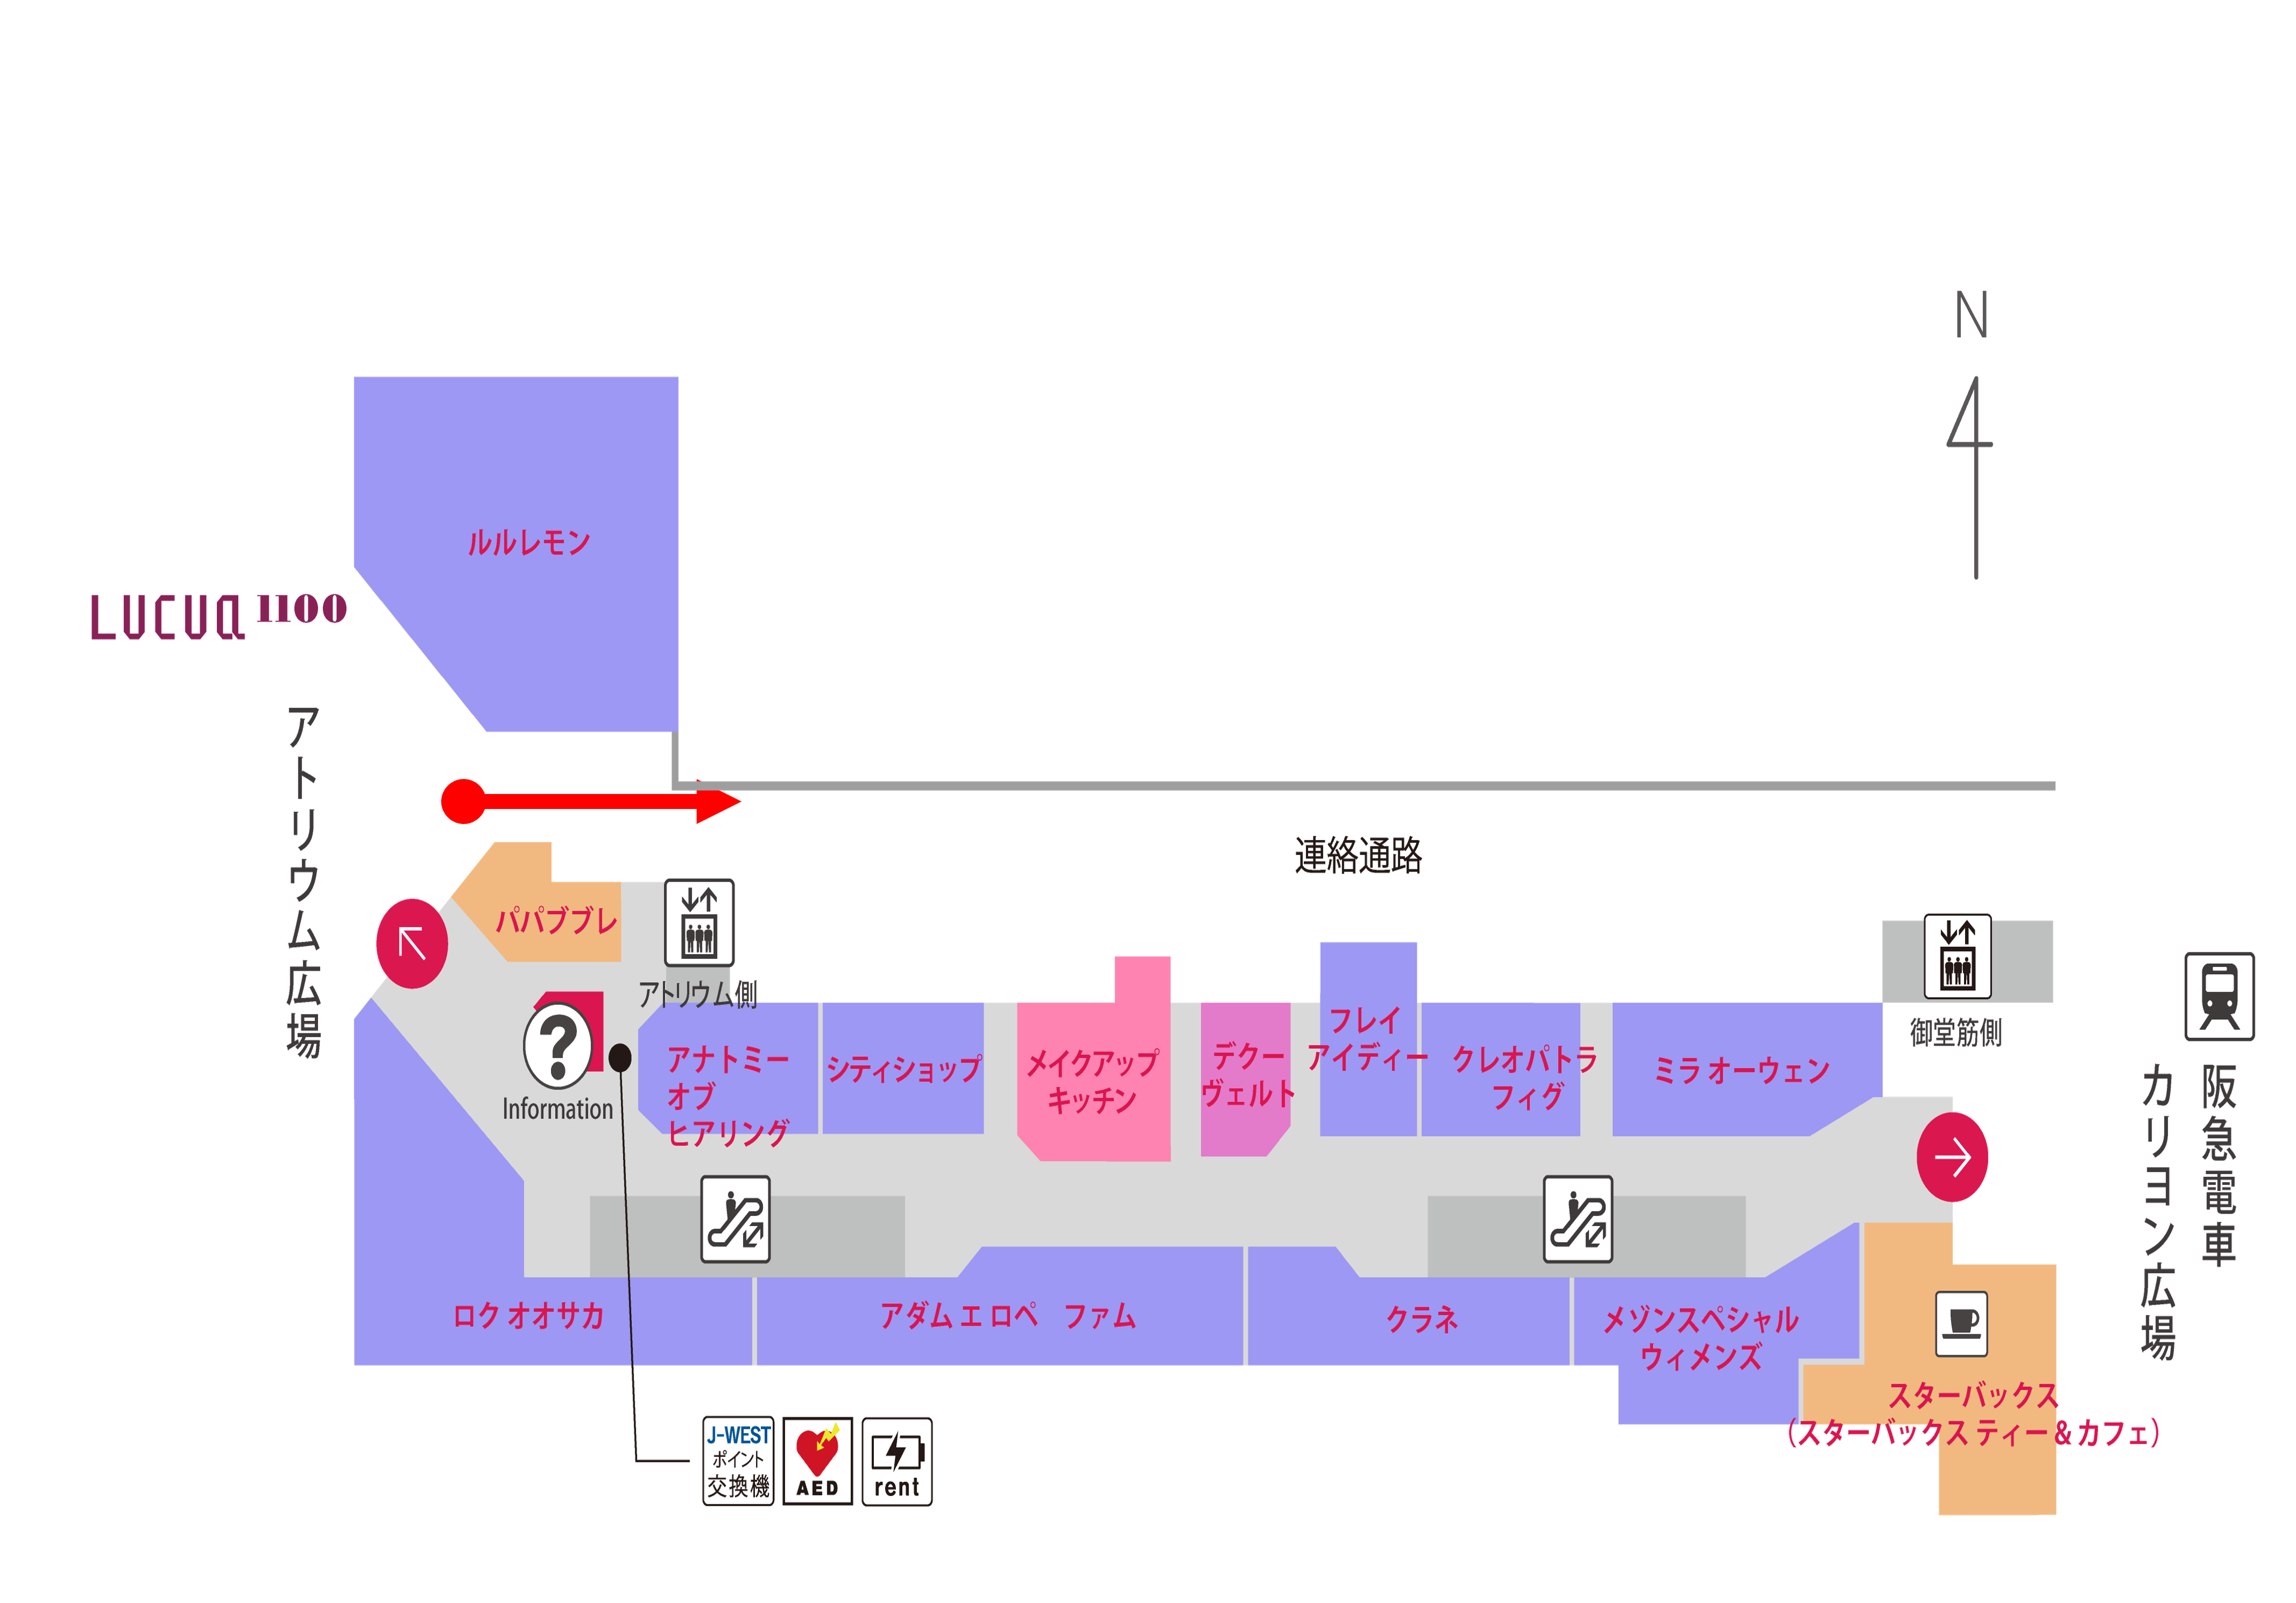 N
ルルレモン
LUCUA 1100
アトリウム広場
連絡通路
パパブブレ
アトリウム側
Information
アナトミー
オブ
ヒアリング
シティショップ
メイクアップ
キッチン
デクー
ヴェルト
フレイ
アイディー
クレオパトラ
フィグ
ミラ オーウェン
御堂筋側
阪急電車
カリヨン広場
ロク オオサカ
アダム エ ロペ　ファム
クラネ
メゾンスペシャル
ウィメンズ
スターバックス
（スターバックス ティー & カフェ）
J-WEST
ポイント
交換機
AED
rent